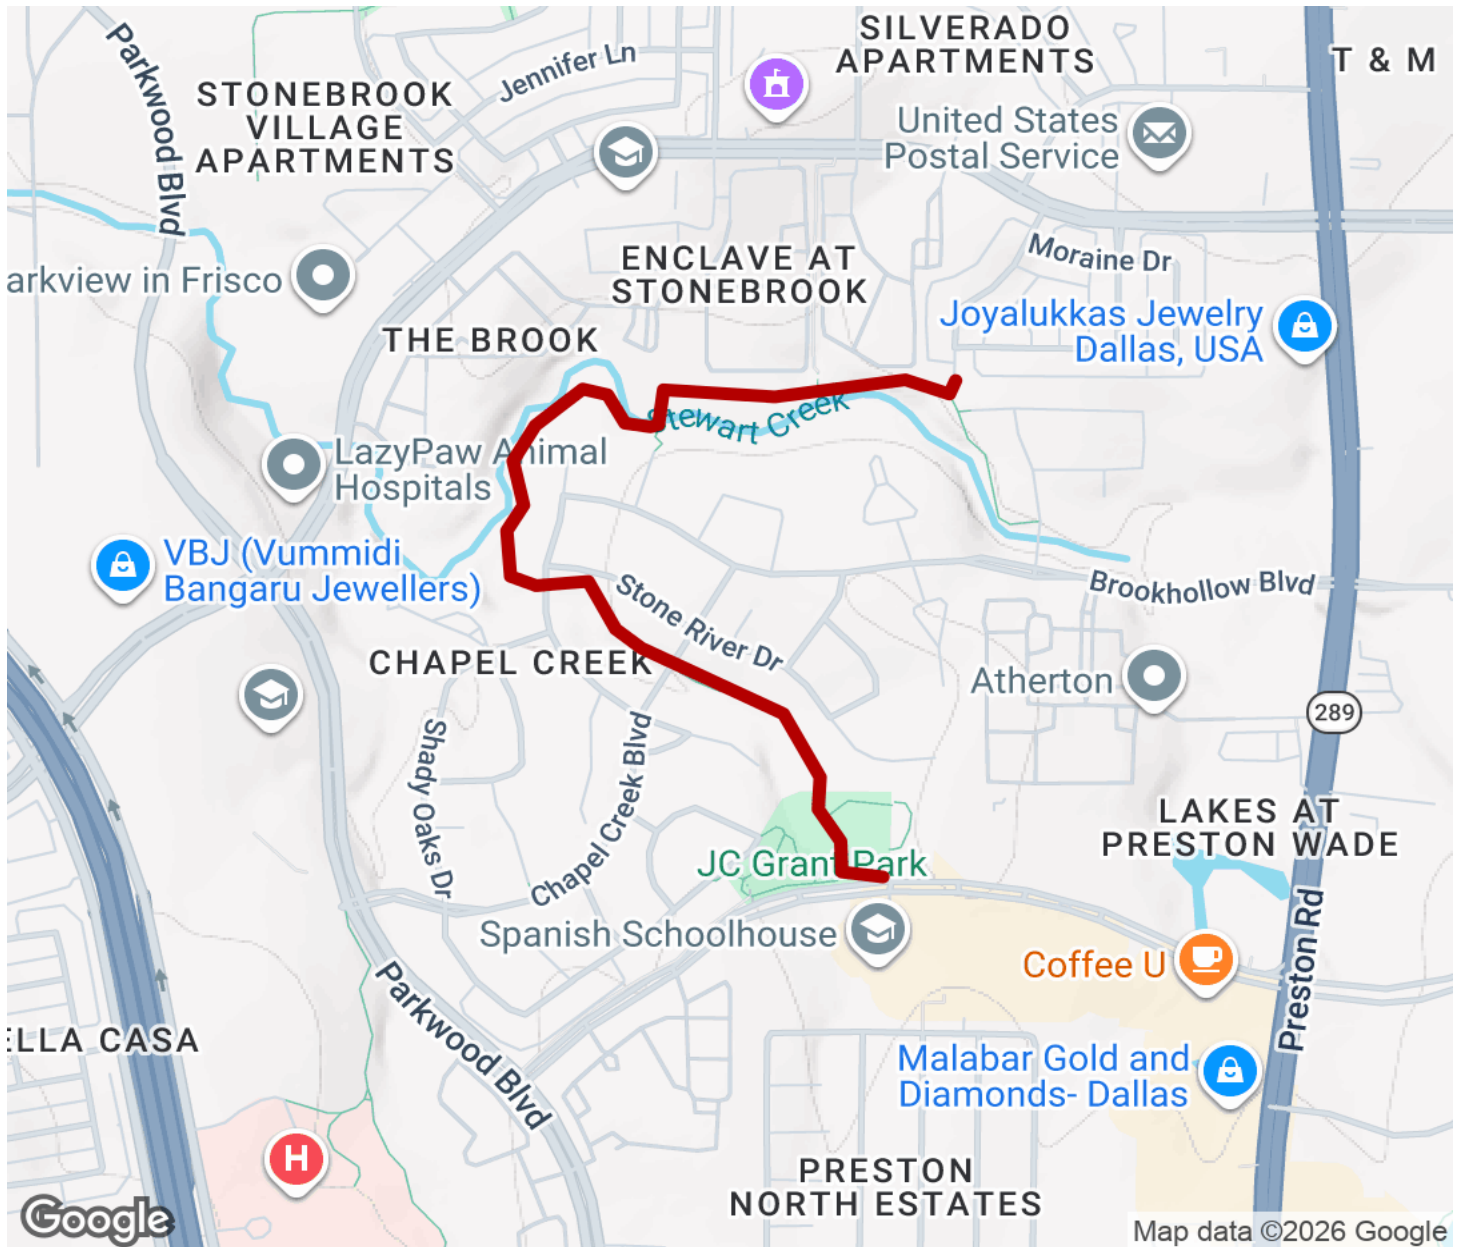 SILVERADO
APARTMENTS
T & M
Parkwood Blvd
Jennifer Ln
STONEBROOK
VILLAGE
APARTMENTS
United States
Postal Service
Moraine Dr
ENCLAVE AT
STONEBROOK
arkview in Frisco
Joyalukkas Jewelry
Dallas, USA
THE BROOK
Stewart Creek
LazyPaw Animal
Hospitals
VBJ (Vummidi
Bangaru Jewellers)
Brookhollow Blvd
Stone River Dr
CHAPEL CREEK
Atherton
289
Shady Oaks Dr
Chapel Creek Blvd
LAKES AT
PRESTON WADE
JC Grant Park
Spanish Schoolhouse
Coffee U
Preston Rd
Parkwood Blvd
ELLA CASA
Malabar Gold and
Diamonds- Dallas
H
PRESTON
NORTH ESTATES
Google
Map data ©2026 Google